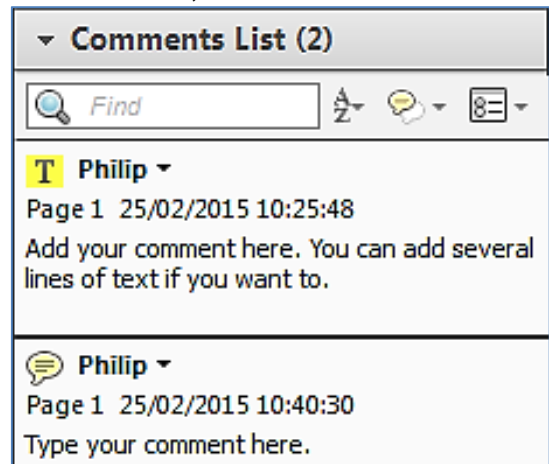 Comments List (2)
Find
T Philip
Page 1 25/02/2015 10:25:48
Add your comment here. You can add several
lines of text if you want to.
Philip
Page 1 25/02/2015 10:40:30
Type your comment here.